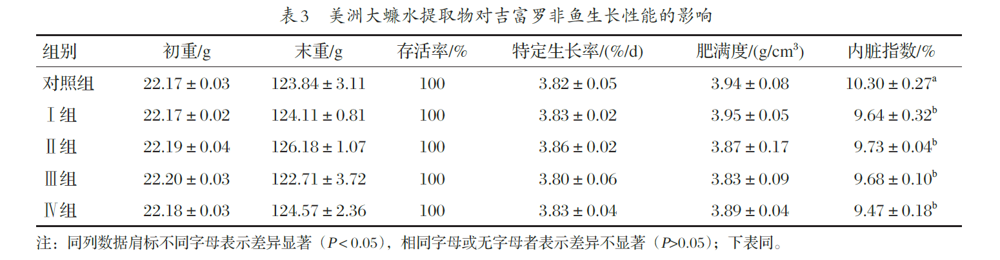 表 3 美洲大蠊水提取物对吉富罗非鱼生长性能的影响
组别 初重/g 末重/g 存活率/% 特定生长率/(%/d) 肥满度/(g/cm³) 内脏指数/%
对照组 22.17±0.03 123.84±3.11 100 3.82±0.05 3.94±0.08 10.30±0.27ᵃ
Ⅰ组 22.17±0.02 124.11±0.81 100 3.83±0.02 3.95±0.05 9.64±0.32ᵇ
Ⅱ组 22.19±0.04 126.18±1.07 100 3.86±0.02 3.87±0.17 9.73±0.04ᵇ
Ⅲ组 22.20±0.03 122.71±3.72 100 3.80±0.06 3.83±0.09 9.68±0.10ᵇ
Ⅳ组 22.18±0.03 124.57±2.36 100 3.83±0.04 3.89±0.04 9.47±0.18ᵇ
注：同列数据肩标不同字母表示差异显著（P<0.05），相同字母或无字母者表示差异不显著（P>0.05）；下表同。